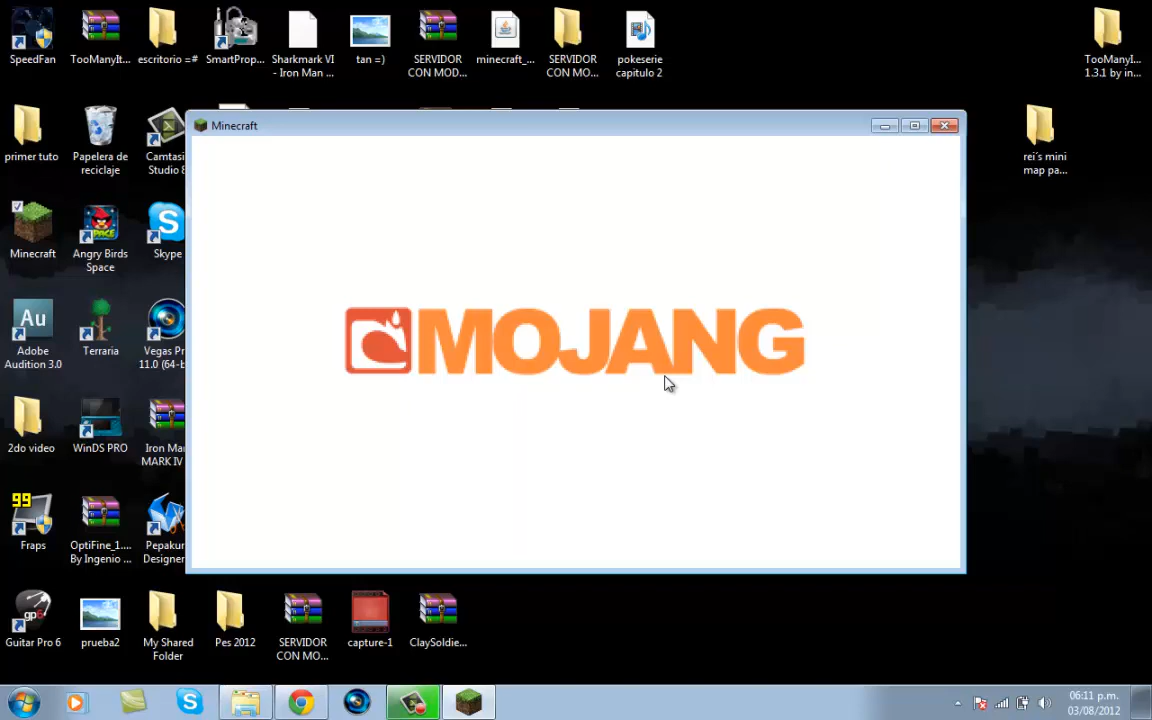 SpeedFan
TooManyIt...
escritorio =#
SmartProp...
Sharkmark VI
- Iron Man ...
tan =)
SERVIDOR
CON MOD...
minecraft_...
SERVIDOR
CON MO...
pokeserie
capitulo 2
TooManyI...
1.3.1 by in...
Minecraft
primer tuto
Papelera de
reciclaje
Camtasi
Studio 8
rei´s mini
map pa...
MOJANG
Minecraft
Angry Birds
Space
Skype
Au
Adobe
Audition 3.0
Terraria
Vegas Pr
11.0 (64-b
2do video
WinDS PRO
Iron Ma
MARK IV
99
Fraps
OptiFine_1....
By Ingenio ...
Pepakur
Designer
gp6
Guitar Pro 6
prueba2
My Shared
Folder
Pes 2012
SERVIDOR
CON MO...
capture-1
ClaySoldie...
06:11 p.m.
03/08/2012